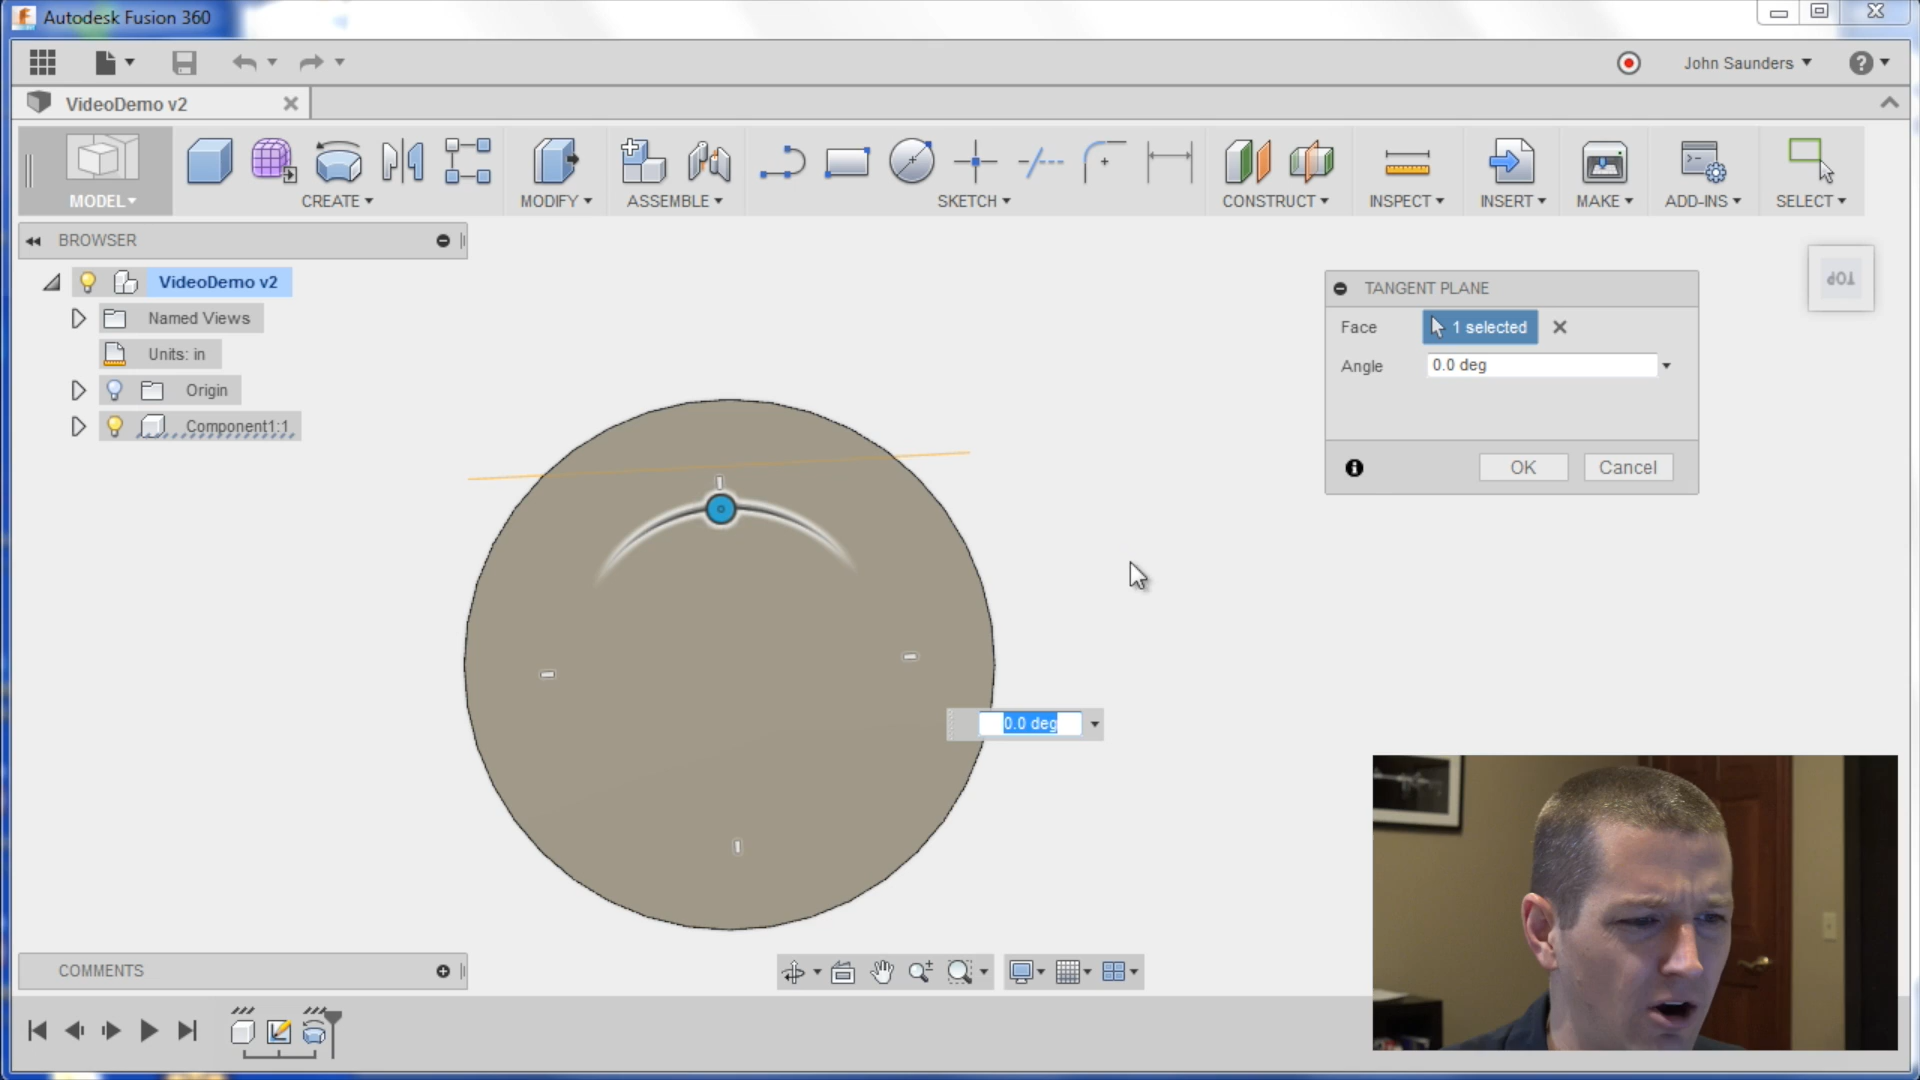 Autodesk Fusion 360
John Saunders
?
VideoDemo v2
MODEL
CREATE
MODIFY
ASSEMBLE
SKETCH
CONSTRUCT
INSPECT
INSERT
MAKE
ADD-INS
SELECT
BROWSER
VideoDemo v2
Named Views
Units: in
Origin
Component1:1
TOP
TANGENT PLANE
Face
1 selected
Angle
0.0 deg
OK
Cancel
0.0 deg
COMMENTS